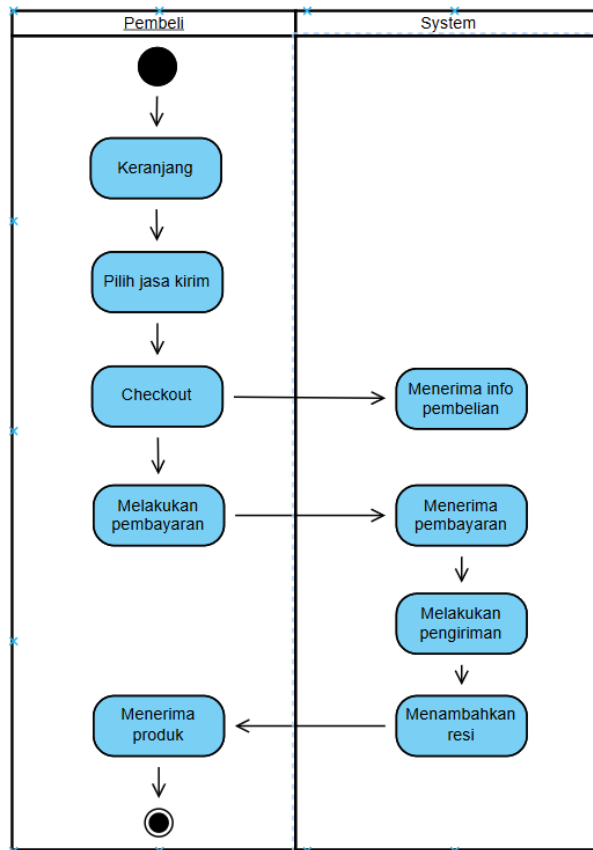 Pembeli
System
Keranjang
Pilih jasa kirim
Checkout
Menerima info
pembelian
Melakukan
pembayaran
Menerima
pembayaran
Melakukan
pengiriman
Menambahkan
resi
Menerima
produk